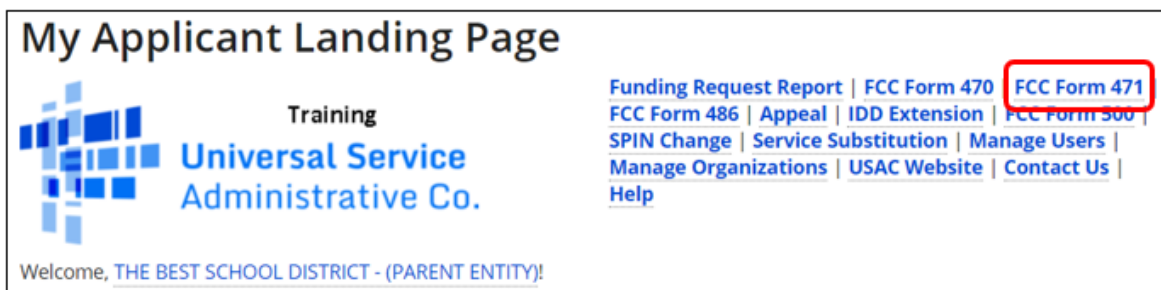 My Applicant Landing Page
Training
Universal Service
Administrative Co.
Funding Request Report | FCC Form 470 | FCC Form 471 |
FCC Form 486 | Appeal | IDD Extension | FCC Form 500 |
SPIN Change | Service Substitution | Manage Users |
Manage Organizations | USAC Website | Contact Us |
Help
Welcome, THE BEST SCHOOL DISTRICT - (PARENT ENTITY)!